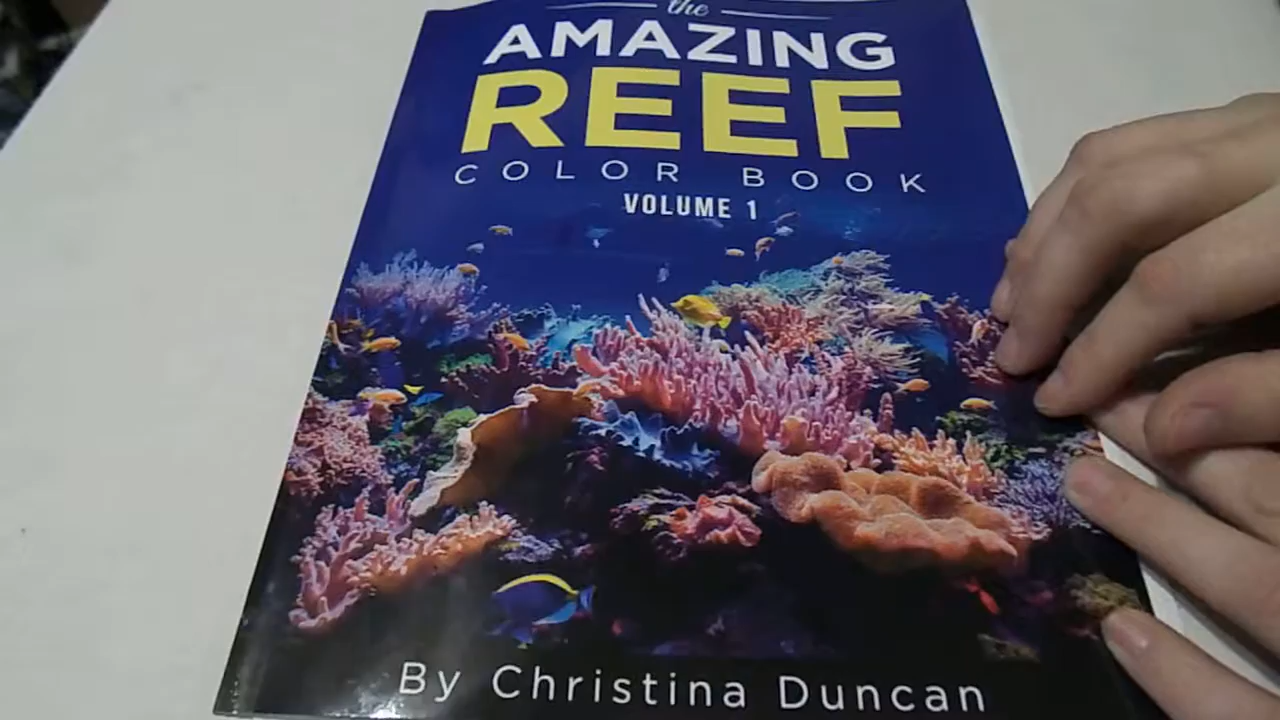 the
AMAZING
REEF
COLOR BOOK
VOLUME 1
By Christina Duncan